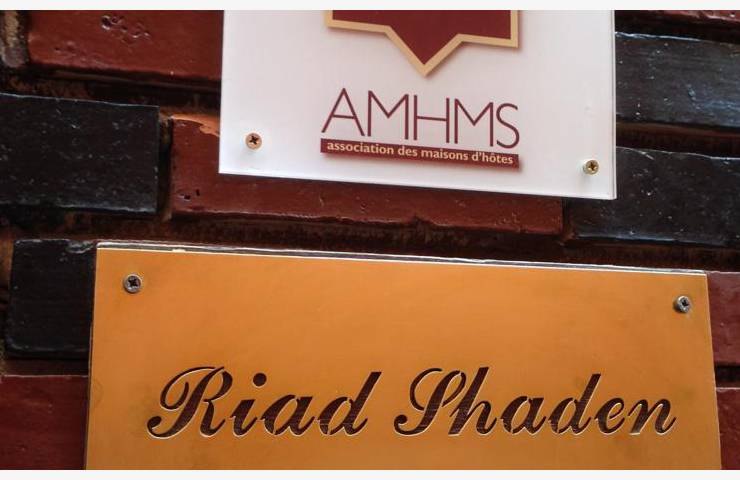 AMHMS
association des maisons d'hôtes
Riad Shaden